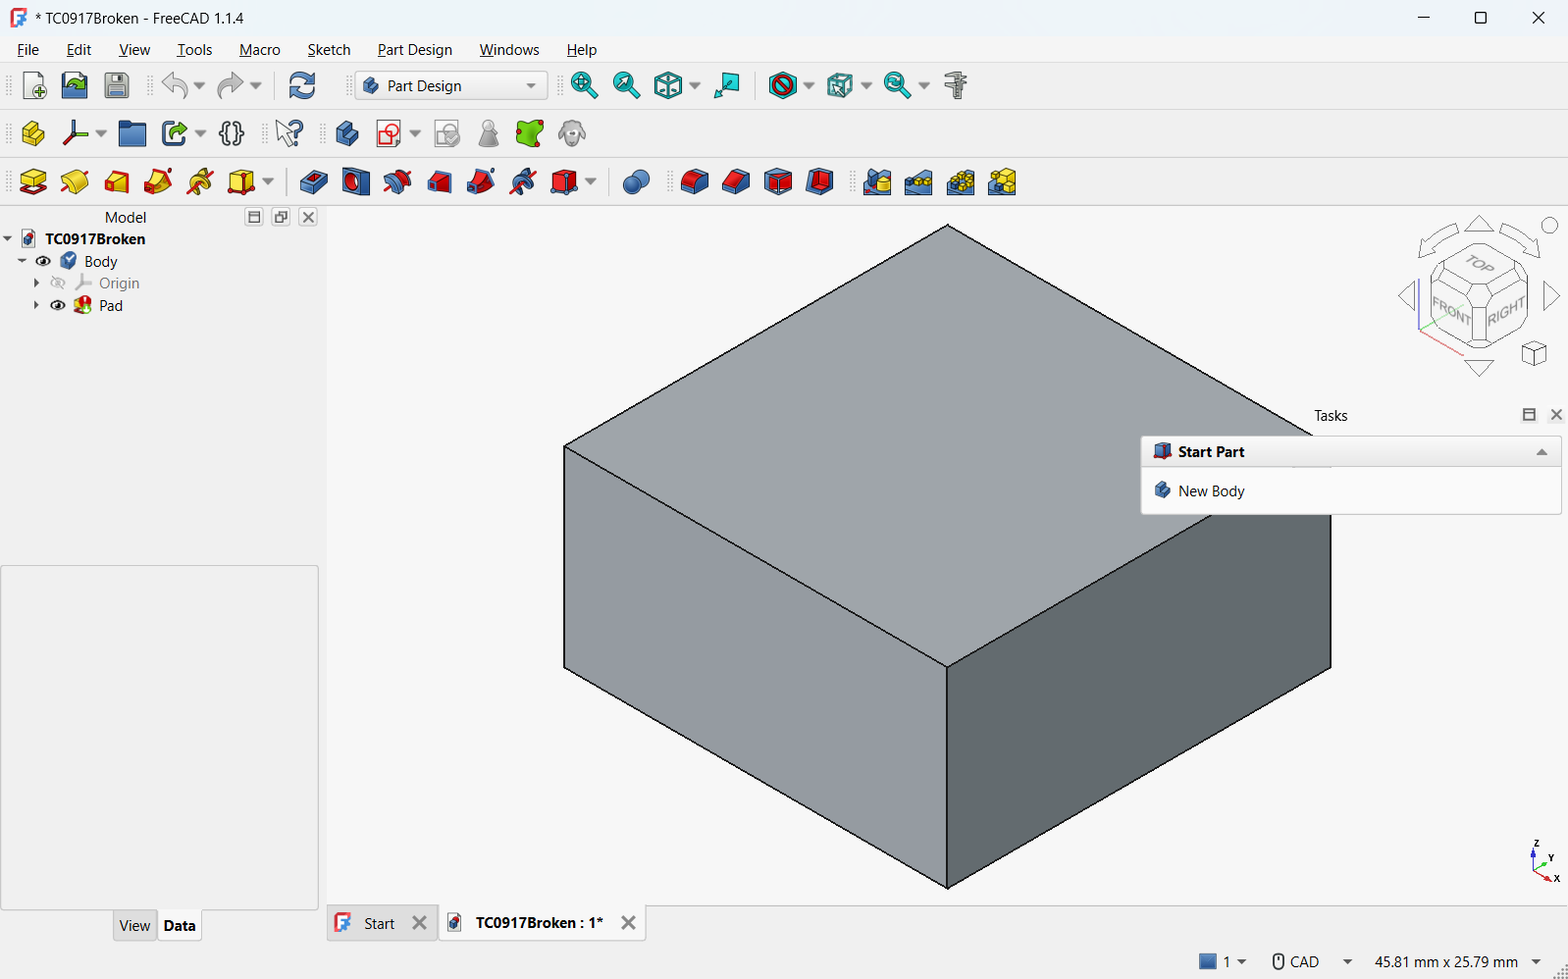 * TC0917Broken - FreeCAD 1.1.4
File Edit View Tools Macro Sketch Part Design Windows Help
Part Design
Model
TC0917Broken
Body
Origin
Pad
TOP
FRONT RIGHT
Tasks
Start Part
New Body
Z
Y
X
View Data
Start TC0917Broken : 1*
1 CAD 45.81 mm x 25.79 mm